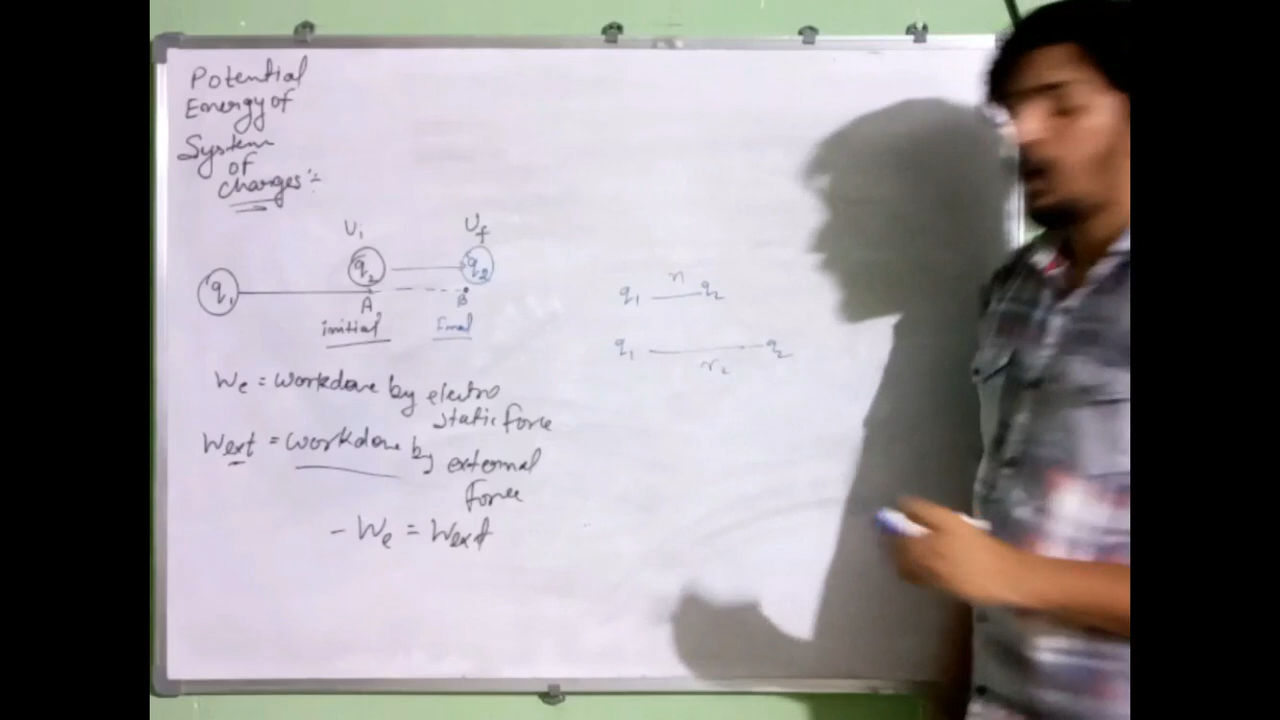 Potential
Energy of
System
of
Charges :-
Ui
Uf
q1
q2
q2
A
B
initial
Final
We = workdone by electro
static force
Wext = workdone by external
force
- We = Wext
r1
q1 q2
q1 q2
r2